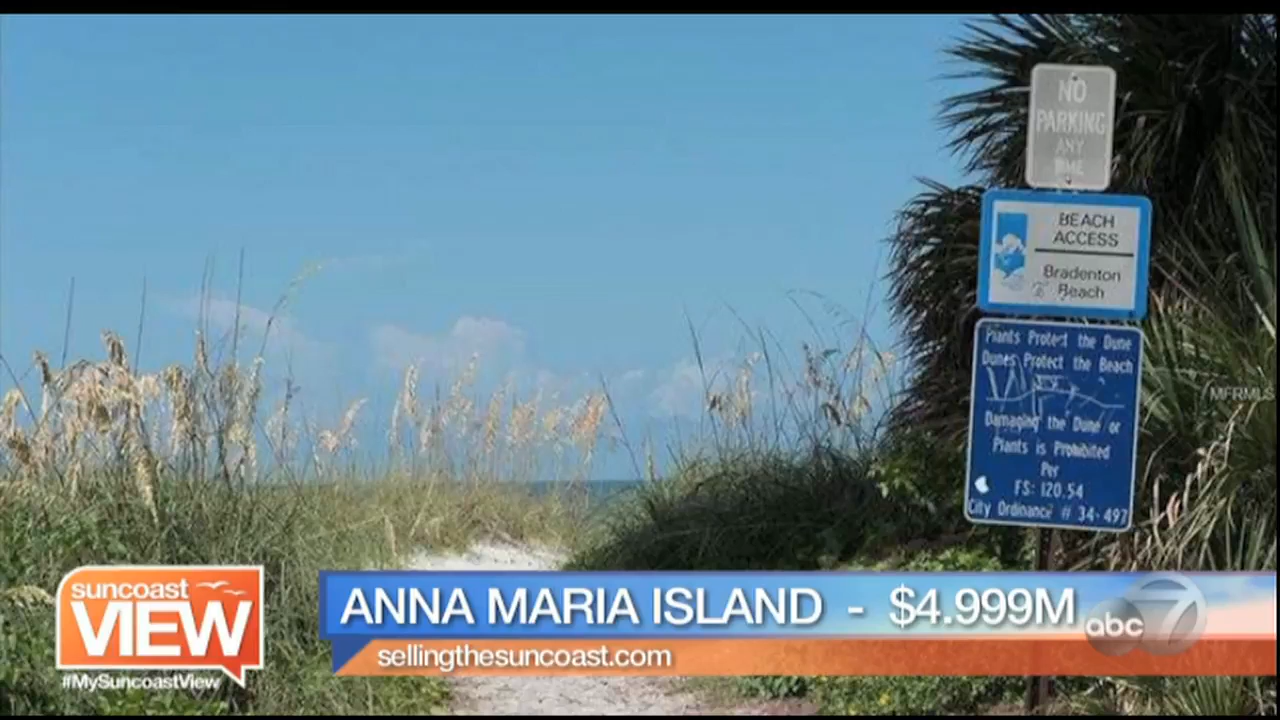 NO
PARKING
ANY
TIME
BEACH
ACCESS
Bradenton
Beach
Plants Protect the Dune
Dunes Protect the Beach
Damaging the Dune or
Plants is Prohibited
Per
FS: 120.54
City Ordinance # 34-497
MFRMLS
suncoast
VIEW
#MySuncoastView
ANNA MARIA ISLAND - $4.999M
abc 7
sellingthesuncoast.com